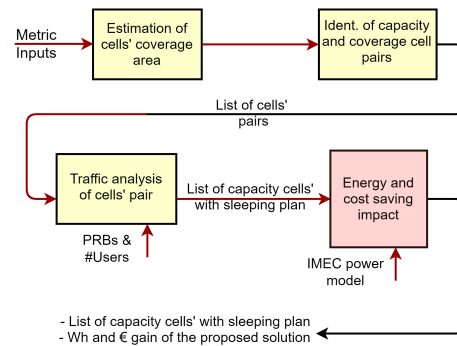 Metric
Inputs
Estimation of
cells' coverage
area
Ident. of capacity
and coverage cell
pairs
List of cells'
pairs
Traffic analysis
of cells' pair
List of capacity cells'
with sleeping plan
Energy and
cost saving
impact
PRBs &
#Users
IMEC power
model
- List of capacity cells' with sleeping plan
- Wh and € gain of the proposed solution